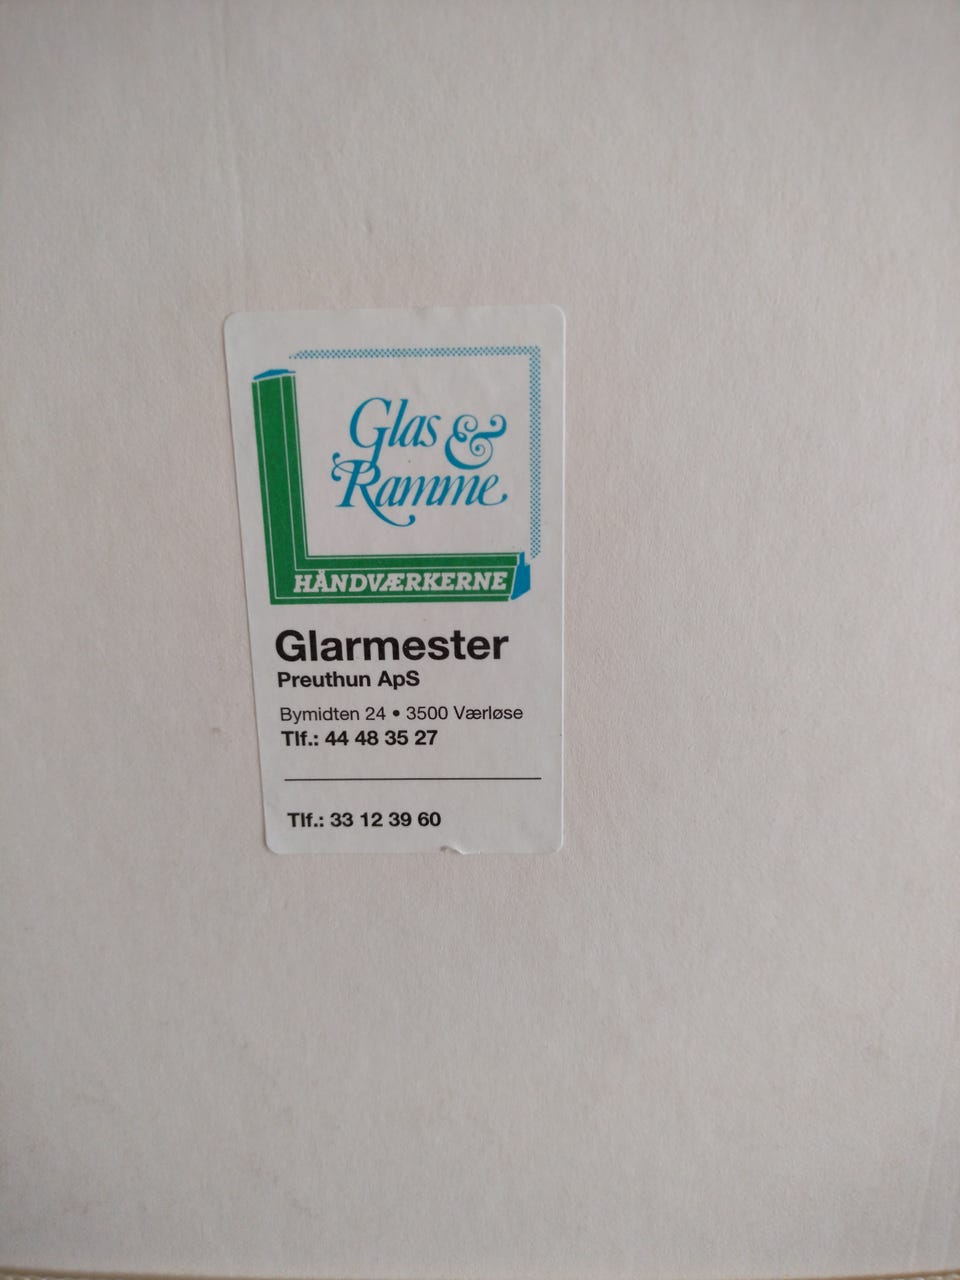 Glas &
Ramme
HÅNDVÆRKERNE
Glarmester
Preuthun ApS
Bymidten 24 • 3500 Værløse
Tlf.: 44 48 35 27
Tlf.: 33 12 39 60